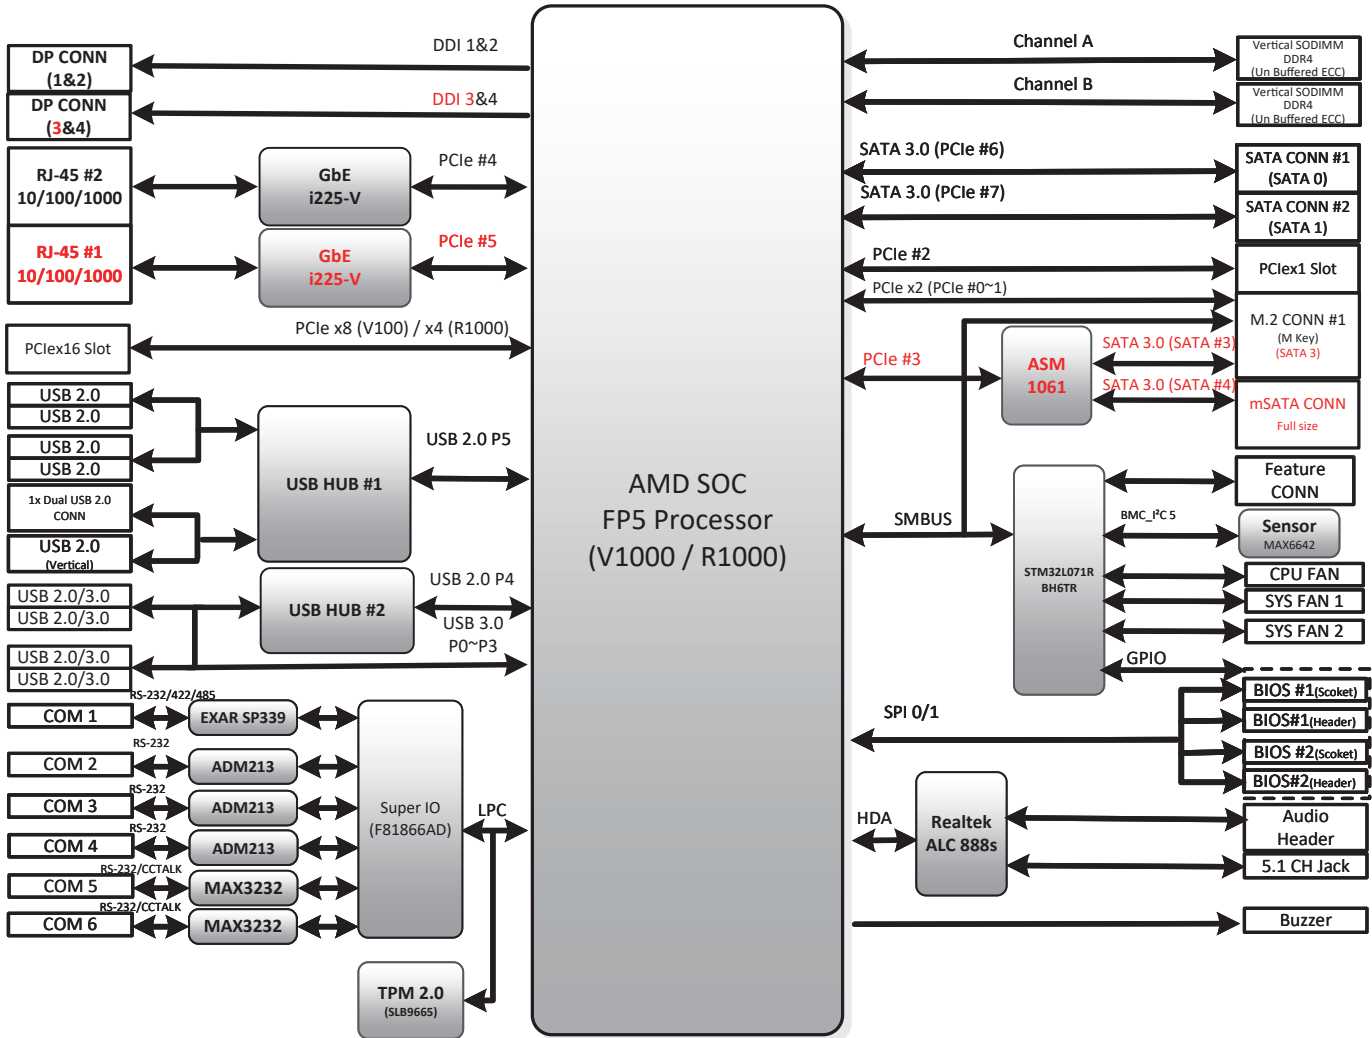 DDI 1&2
DP CONN
(1&2)
DDI 3&4
DP CONN
(3&4)
RJ-45 #2
10/100/1000
GbE
i225-V
PCIe #4
RJ-45 #1
10/100/1000
GbE
i225-V
PCIe #5
PCIex16 Slot
PCIe x8 (V100) / x4 (R1000)
USB 2.0
USB 2.0
USB 2.0
USB 2.0
1x Dual USB 2.0
CONN
USB 2.0
(Vertical)
USB HUB #1
USB 2.0 P5
USB 2.0/3.0
USB 2.0/3.0
USB HUB #2
USB 2.0 P4
USB 3.0
P0~P3
USB 2.0/3.0
USB 2.0/3.0
RS-232/422/485
COM 1
EXAR SP339
RS-232
COM 2
ADM213
RS-232
COM 3
ADM213
RS-232
COM 4
ADM213
RS-232/CCTALK
COM 5
MAX3232
RS-232/CCTALK
COM 6
MAX3232
Super IO
(F81866AD)
LPC
TPM 2.0
(SLB9665)
AMD SOC
FP5 Processor
(V1000 / R1000)
Channel A
Vertical SODIMM
DDR4
(Un Buffered ECC)
Channel B
Vertical SODIMM
DDR4
(Un Buffered ECC)
SATA 3.0 (PCIe #6)
SATA CONN #1
(SATA 0)
SATA 3.0 (PCIe #7)
SATA CONN #2
(SATA 1)
PCIe #2
PCIex1 Slot
PCIe x2 (PCIe #0~1)
M.2 CONN #1
(M Key)
(SATA 3)
PCIe #3
ASM
1061
SATA 3.0 (SATA #3)
SATA 3.0 (SATA #4)
mSATA CONN
Full size
SMBUS
STM32L071R
BH6TR
Feature
CONN
BMC_I²C 5
Sensor
MAX6642
CPU FAN
SYS FAN 1
SYS FAN 2
GPIO
SPI 0/1
BIOS #1(Scoket)
BIOS#1(Header)
BIOS #2(Scoket)
BIOS#2(Header)
HDA
Realtek
ALC 888s
Audio
Header
5.1 CH Jack
Buzzer